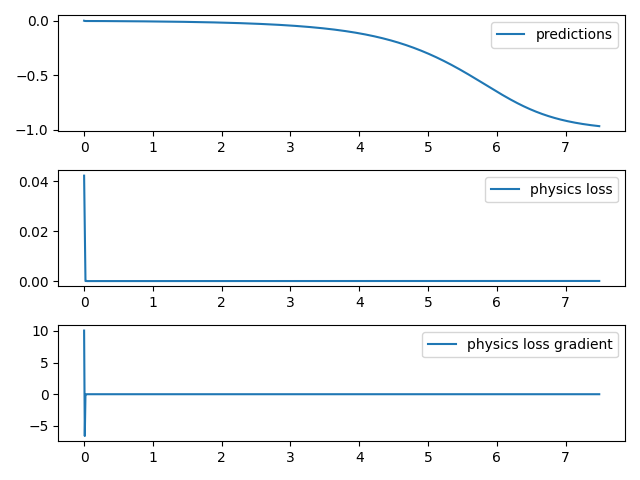 0.0
−0.5
−1.0
predictions
0 1 2 3 4 5 6 7
0.04
0.02
0.00
physics loss
0 1 2 3 4 5 6 7
10
5
0
−5
physics loss gradient
0 1 2 3 4 5 6 7